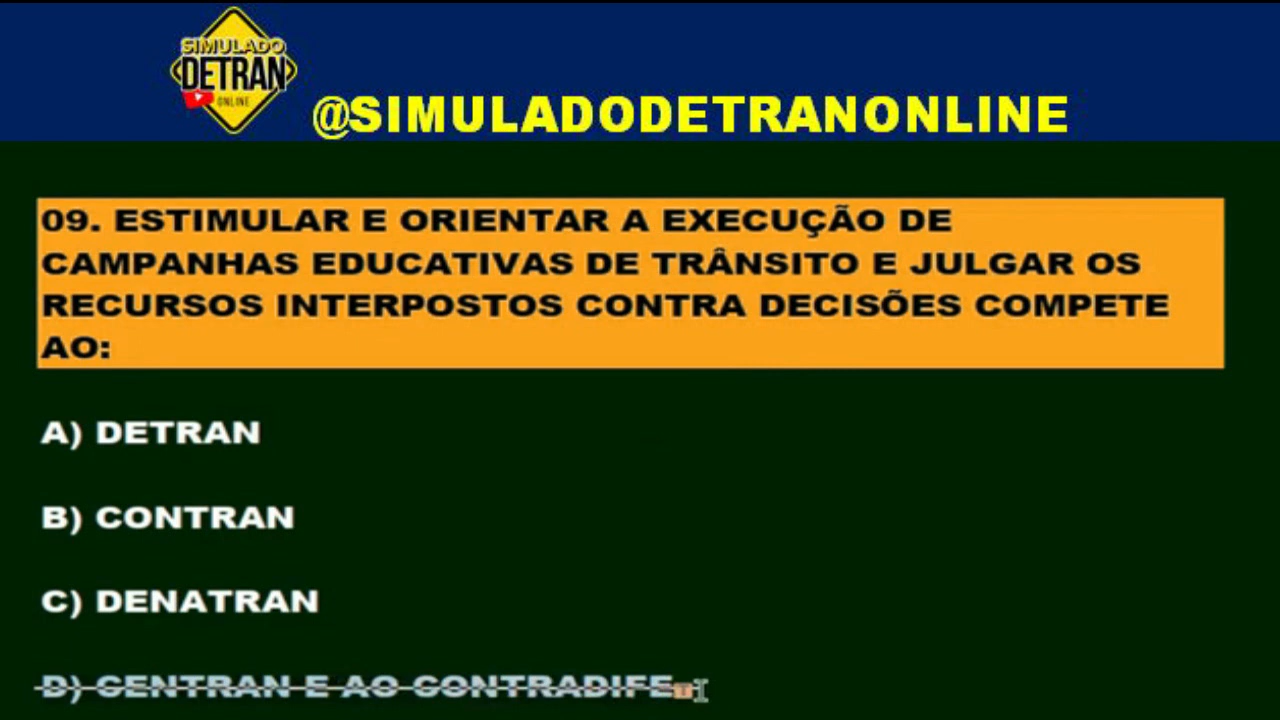 SIMULADO
DETRAN
ONLINE
@SIMULADODETRANONLINE
09. ESTIMULAR E ORIENTAR A EXECUÇÃO DE
CAMPANHAS EDUCATIVAS DE TRÂNSITO E JULGAR OS
RECURSOS INTERPOSTOS CONTRA DECISÕES COMPETE
AO:
A) DETRAN
B) CONTRAN
C) DENATRAN
D) CENTRAN E AO CONTRADIFE